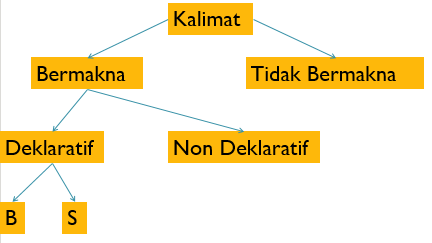 Kalimat
Bermakna
Tidak Bermakna
Deklaratif
Non Deklaratif
B
S